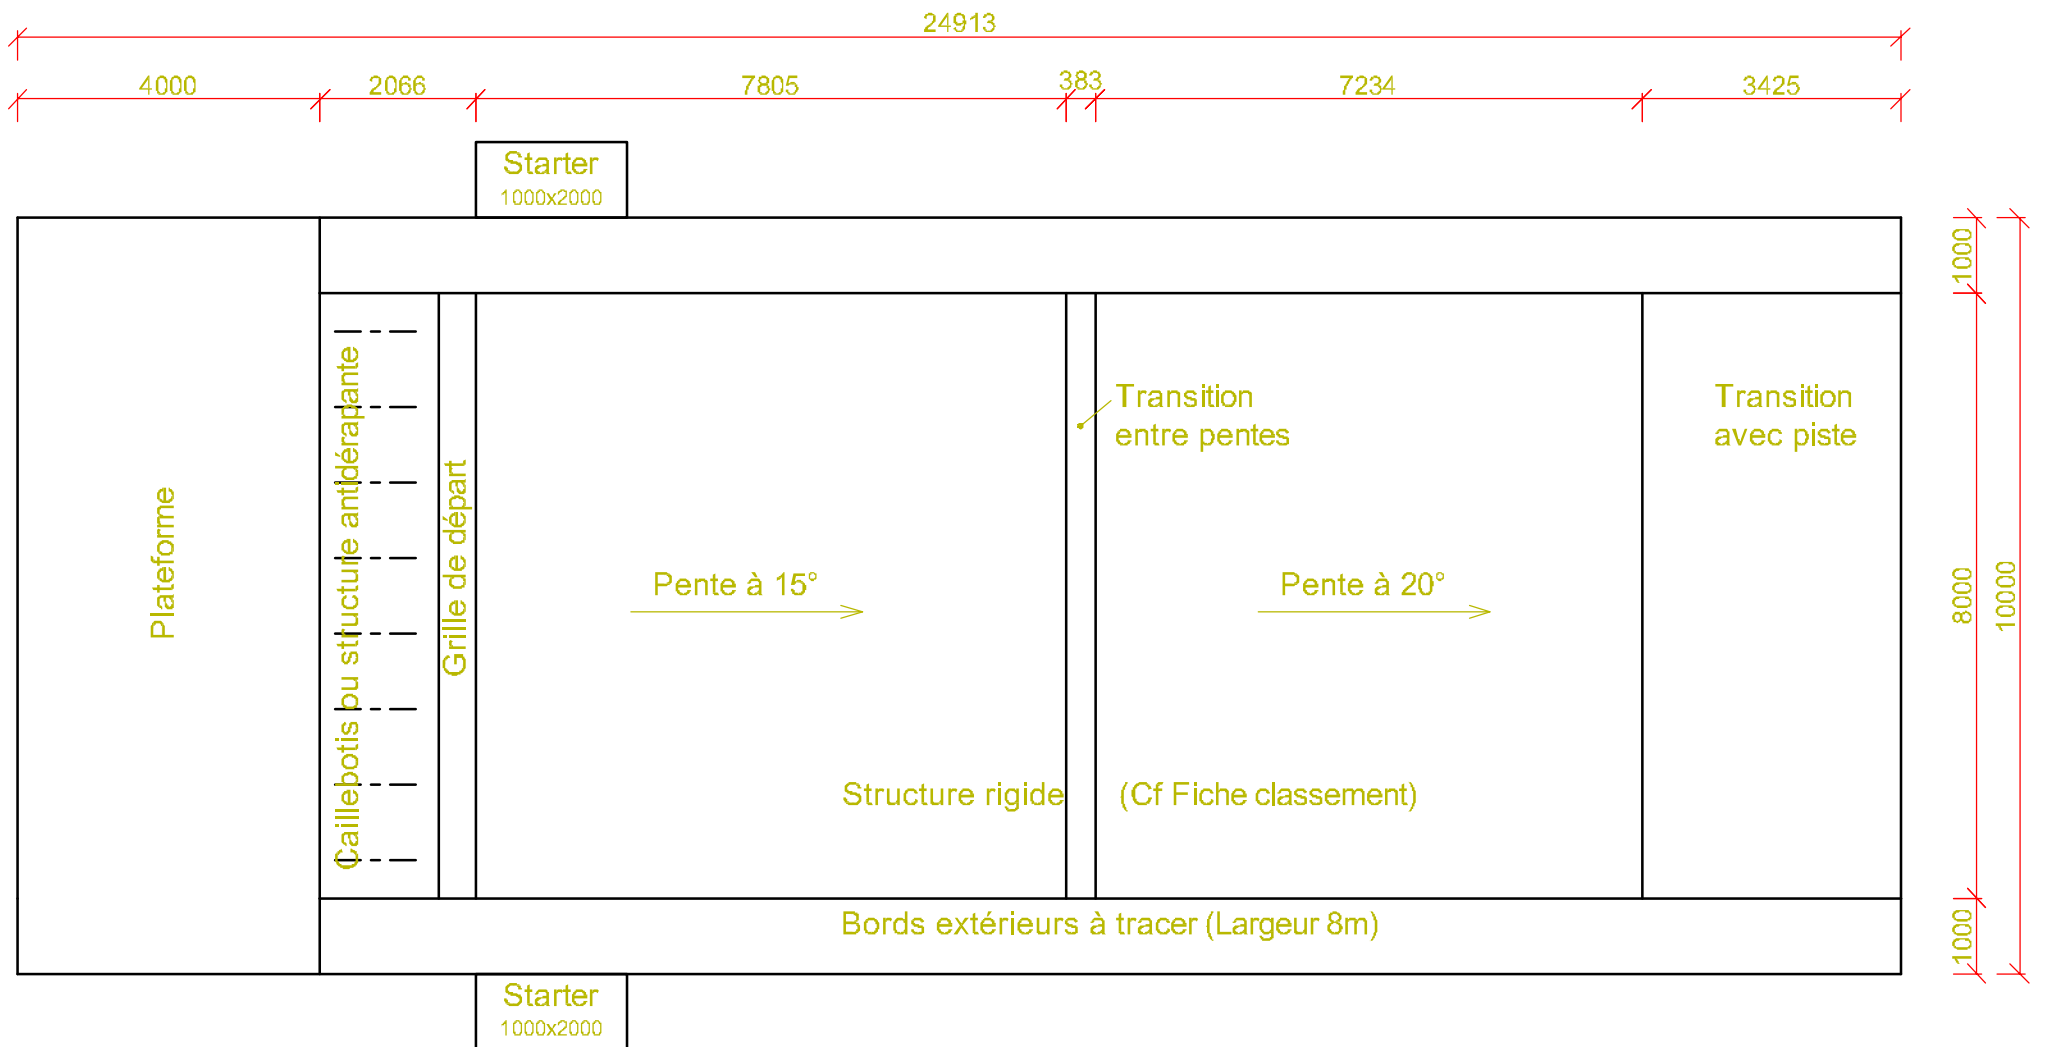 24913
4000
2066
7805
383
7234
3425
Starter
1000x2000
1000
8000
10000
1000
Plateforme
Caillebotis ou structure antidérapante
Grille de départ
Transition
entre pentes
Transition
avec piste
Pente à 15°
Pente à 20°
Structure rigide (Cf Fiche classement)
Bords extérieurs à tracer (Largeur 8m)
Starter
1000x2000